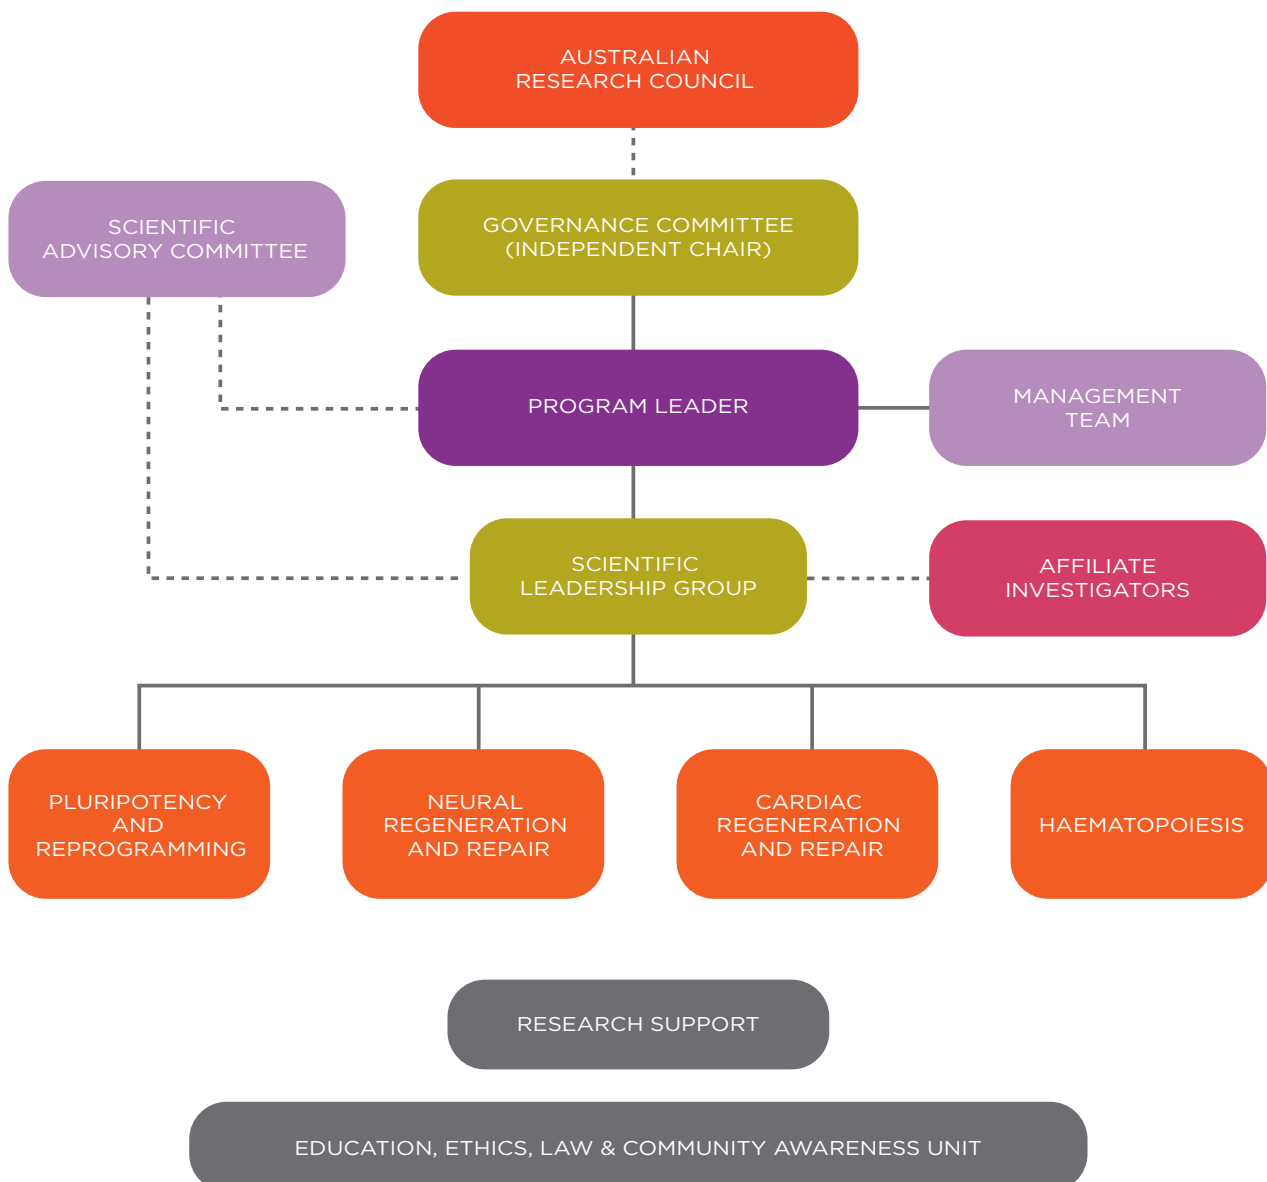 AUSTRALIAN
RESEARCH COUNCIL
SCIENTIFIC
ADVISORY COMMITTEE
GOVERNANCE COMMITTEE
(INDEPENDENT CHAIR)
PROGRAM LEADER
MANAGEMENT
TEAM
SCIENTIFIC
LEADERSHIP GROUP
AFFILIATE
INVESTIGATORS
PLURIPOTENCY
AND
REPROGRAMMING
NEURAL
REGENERATION
AND REPAIR
CARDIAC
REGENERATION
AND REPAIR
HAEMATOPOIESIS
RESEARCH SUPPORT
EDUCATION, ETHICS, LAW & COMMUNITY AWARENESS UNIT